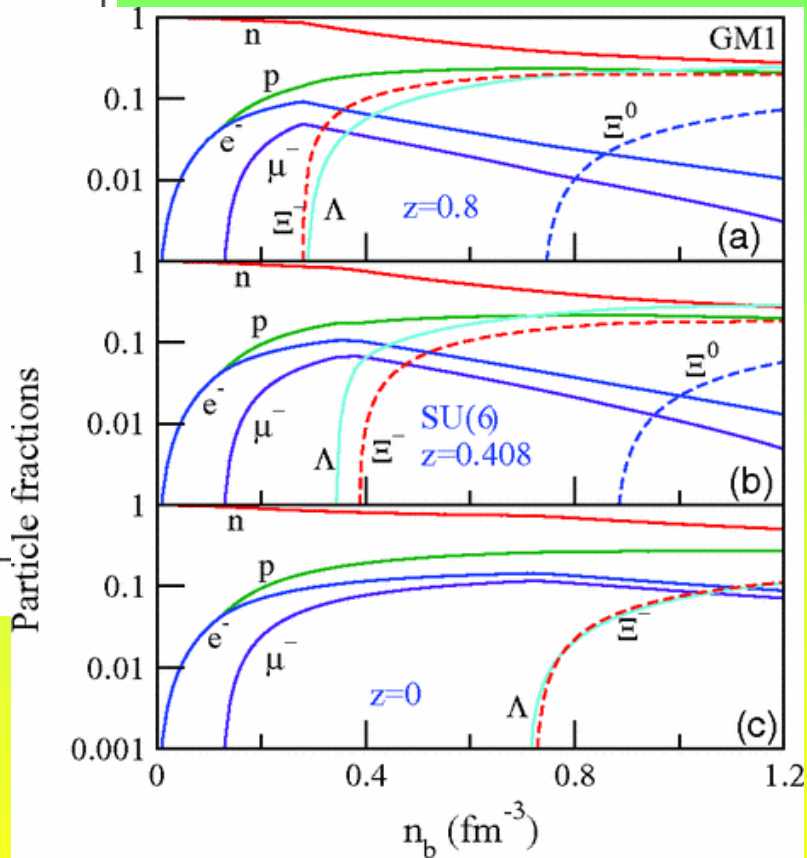 Particle fractions
1
GM1
n
p
0.1
e⁻
μ⁻
Ξ⁰
0.01
Ξ⁻
Λ
z=0.8
(a)
1
n
p
0.1
e⁻
μ⁻
Ξ⁰
0.01
SU(6)
Λ
Ξ⁻
z=0.408
(b)
1
n
p
0.1
e⁻
μ⁻
Ξ⁻
0.01
z=0
Λ
(c)
0.001
0 0.4 0.8 1.2
n_b (fm⁻³)